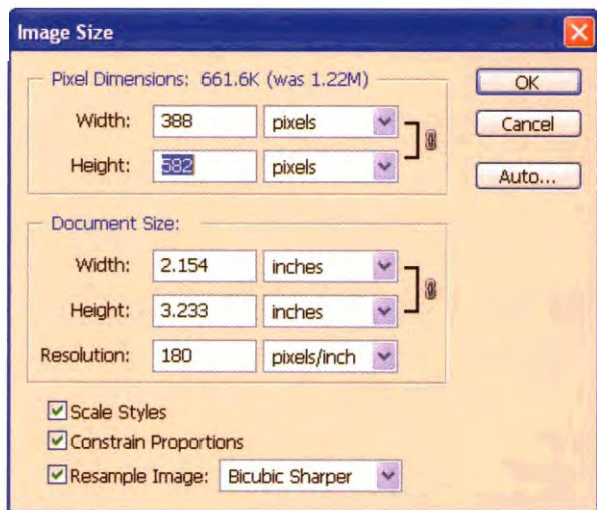 Image Size
Pixel Dimensions: 661.6K (was 1.22M)
OK
Width: 388 pixels
Cancel
Height: 582 pixels
Auto...
Document Size:
Width: 2.154 inches
Height: 3.233 inches
Resolution: 180 pixels/inch
Scale Styles
Constrain Proportions
Resample Image: Bicubic Sharper